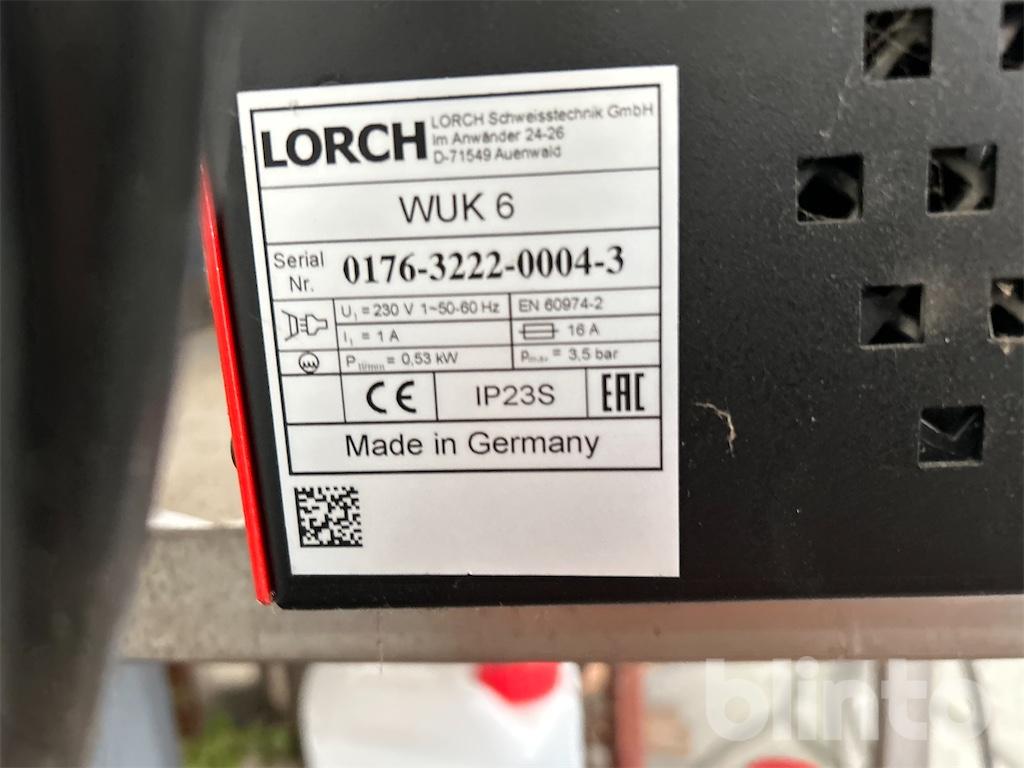 LORCH
LORCH Schweisstechnik GmbH
Im Anwänder 24-26
D-71549 Auenwald
WUK 6
Serial Nr. 0176-3222-0004-3
U1 = 230 V 1~50-60 Hz
EN 60974-2
I1 = 1 A
16 A
P1l/min = 0,53 kW
Pmax = 3,5 bar
CE
IP23S
EAC
Made in Germany
blinto